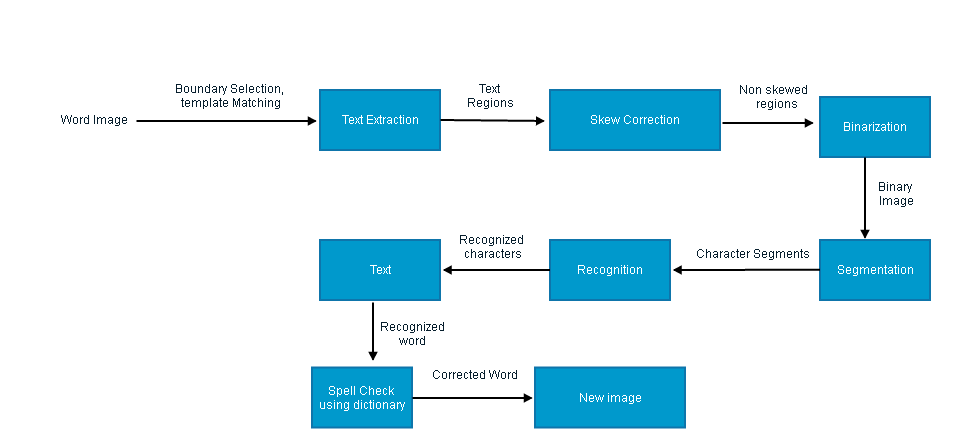 Word Image
Boundary Selection,
template Matching
Text Extraction
Text
Regions
Skew Correction
Non skewed
regions
Binarization
Binary
Image
Segmentation
Character Segments
Recognition
Recognized
characters
Text
Recognized
word
Spell Check
using dictionary
Corrected Word
New image